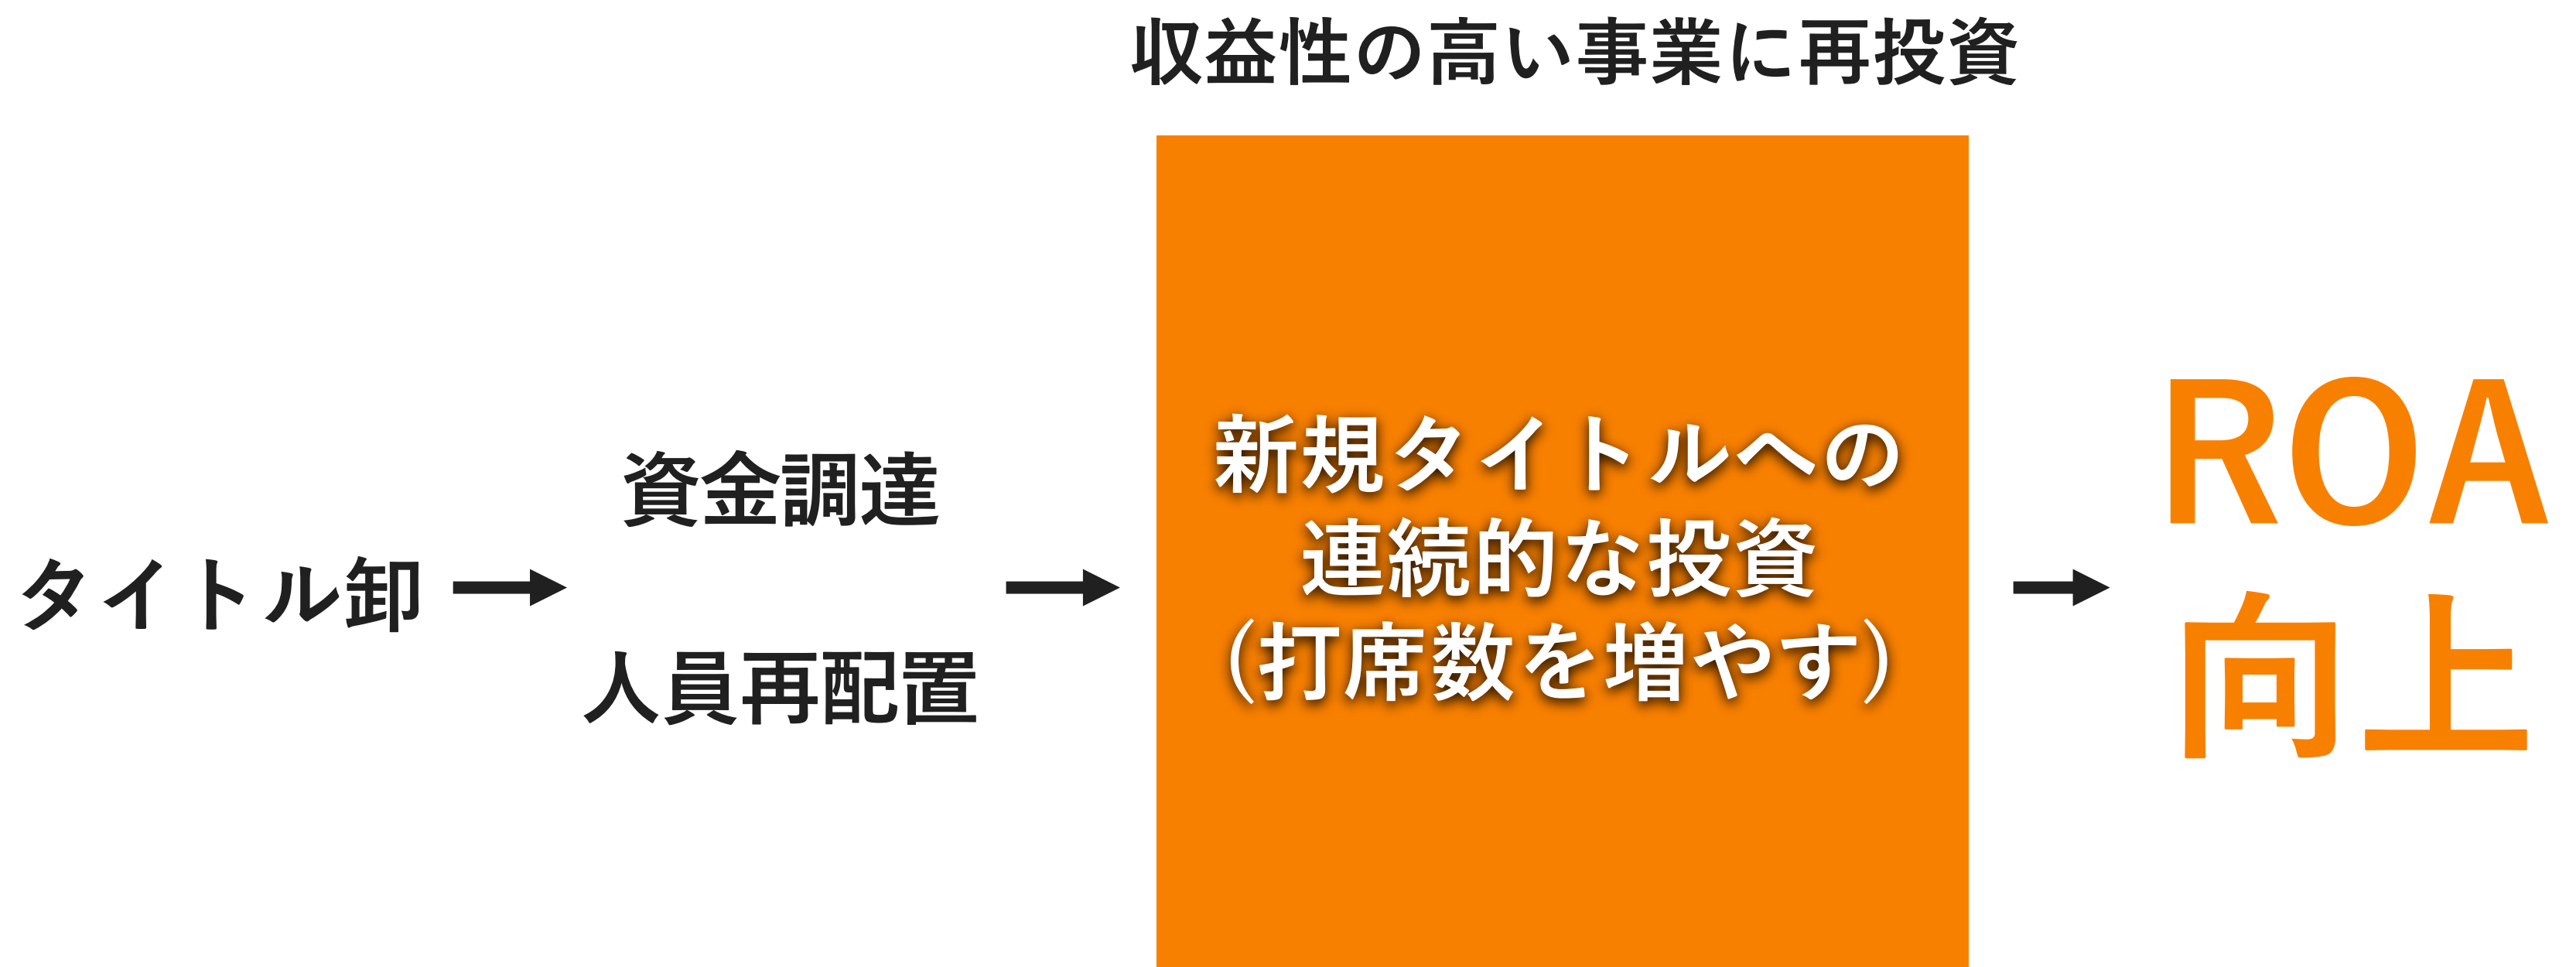 収益性の高い事業に再投資
タイトル卸
資金調達
人員再配置
新規タイトルへの
連続的な投資
（打席数を増やす）
ROA
向上